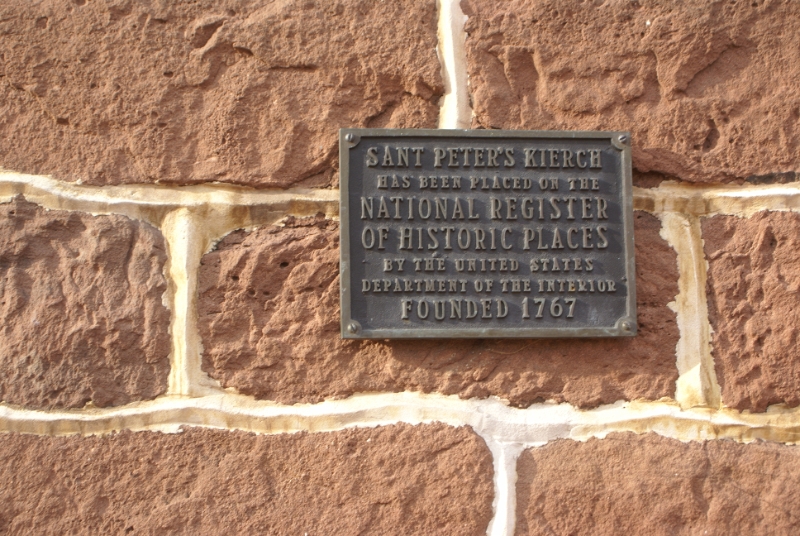 SANT PETER'S KIERCH
HAS BEEN PLACED ON THE
NATIONAL REGISTER
OF HISTORIC PLACES
BY THE UNITED STATES
DEPARTMENT OF THE INTERIOR
FOUNDED 1767